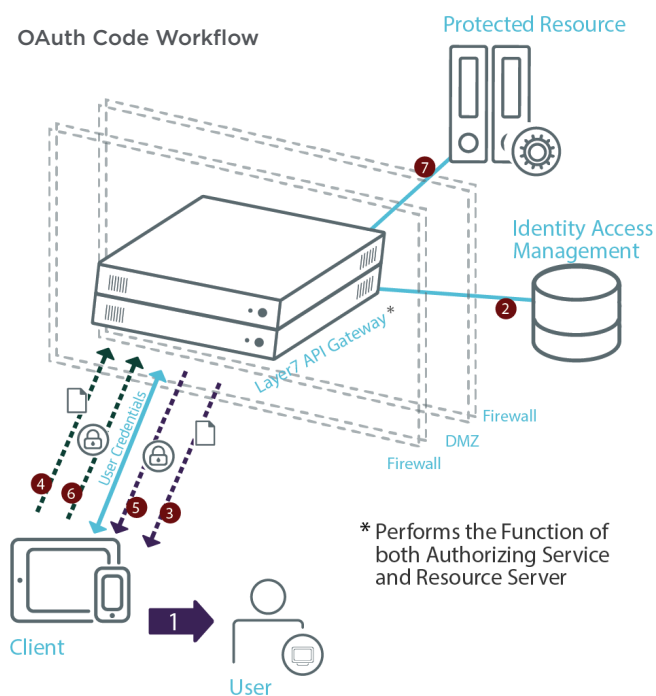 OAuth Code Workflow
Protected Resource
7
Identity Access
Management
2
Layer7 API Gateway*
Firewall
DMZ
Firewall
User Credentials
4
6
5
3
* Performs the Function of
both Authorizing Service
and Resource Server
1
Client
User